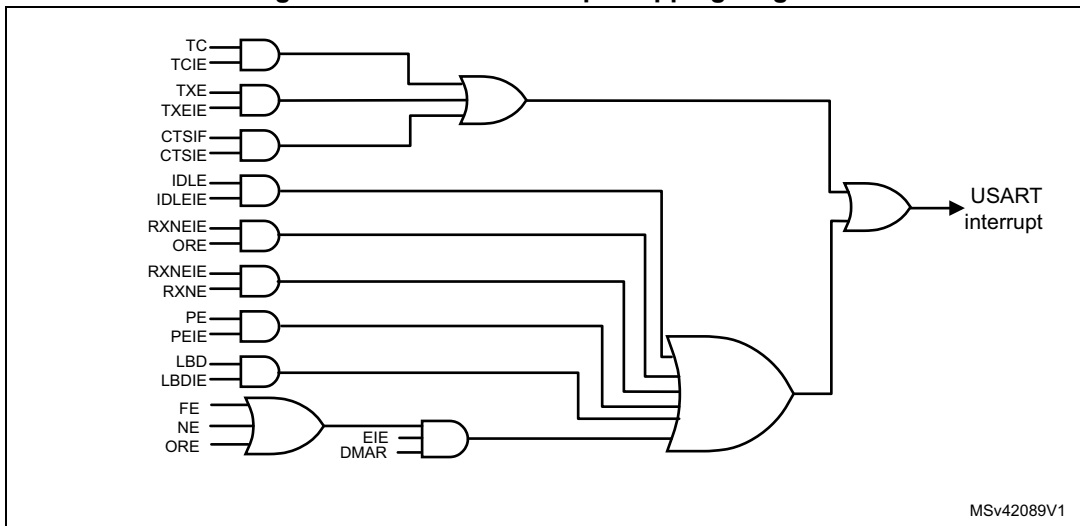 TC
TCIE
TXE
TXEIE
CTSIF
CTSIE
IDLE
IDLEIE
RXNEIE
ORE
RXNEIE
RXNE
PE
PEIE
LBD
LBDIE
FE
NE
ORE
EIE
DMAR
USART
interrupt
MSv42089V1